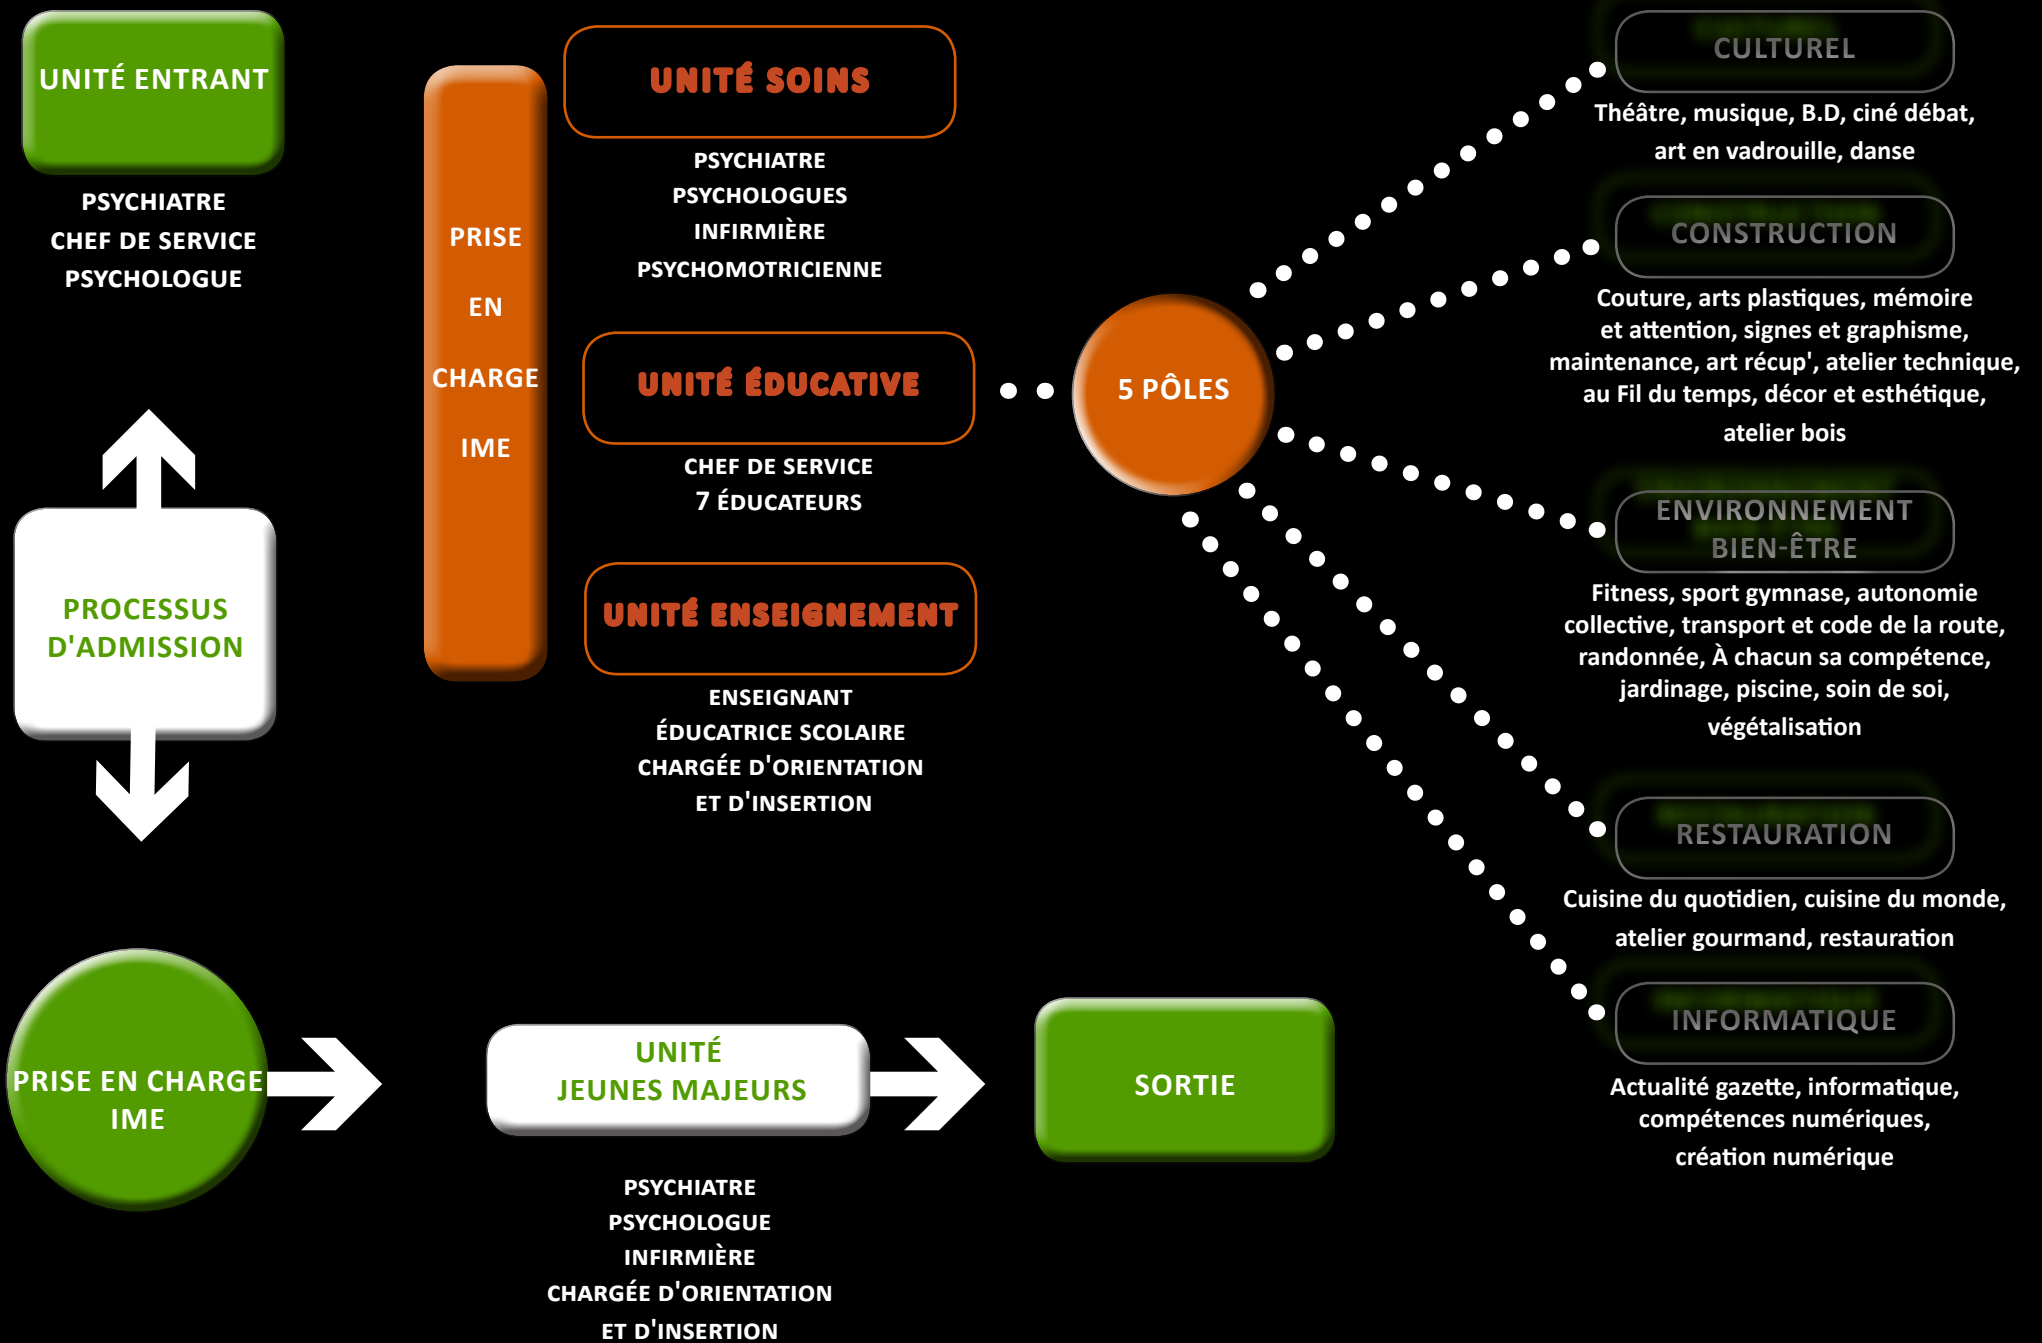 UNITÉ ENTRANT
PSYCHIATRE
CHEF DE SERVICE
PSYCHOLOGUE
PROCESSUS
D'ADMISSION
PRISE EN CHARGE
IME
PRISE
EN
CHARGE
IME
UNITÉ SOINS
PSYCHIATRE
PSYCHOLOGUES
INFIRMIÈRE
PSYCHOMOTRICIENNE
UNITÉ ÉDUCATIVE
CHEF DE SERVICE
7 ÉDUCATEURS
UNITÉ ENSEIGNEMENT
ENSEIGNANT
ÉDUCATRICE SCOLAIRE
CHARGÉE D'ORIENTATION
ET D'INSERTION
UNITÉ
JEUNES MAJEURS
PSYCHIATRE
PSYCHOLOGUE
INFIRMIÈRE
CHARGÉE D'ORIENTATION
ET D'INSERTION
SORTIE
5 PÔLES
CULTUREL
Théâtre, musique, B.D, ciné débat,
art en vadrouille, danse
CONSTRUCTION
Couture, arts plastiques, mémoire
et attention, signes et graphisme,
maintenance, art récup', atelier technique,
au Fil du temps, décor et esthétique,
atelier bois
ENVIRONNEMENT
BIEN-ÊTRE
Fitness, sport gymnase, autonomie
collective, transport et code de la route,
randonnée, À chacun sa compétence,
jardinage, piscine, soin de soi,
végétalisation
RESTAURATION
Cuisine du quotidien, cuisine du monde,
atelier gourmand, restauration
INFORMATIQUE
Actualité gazette, informatique,
compétences numériques,
création numérique